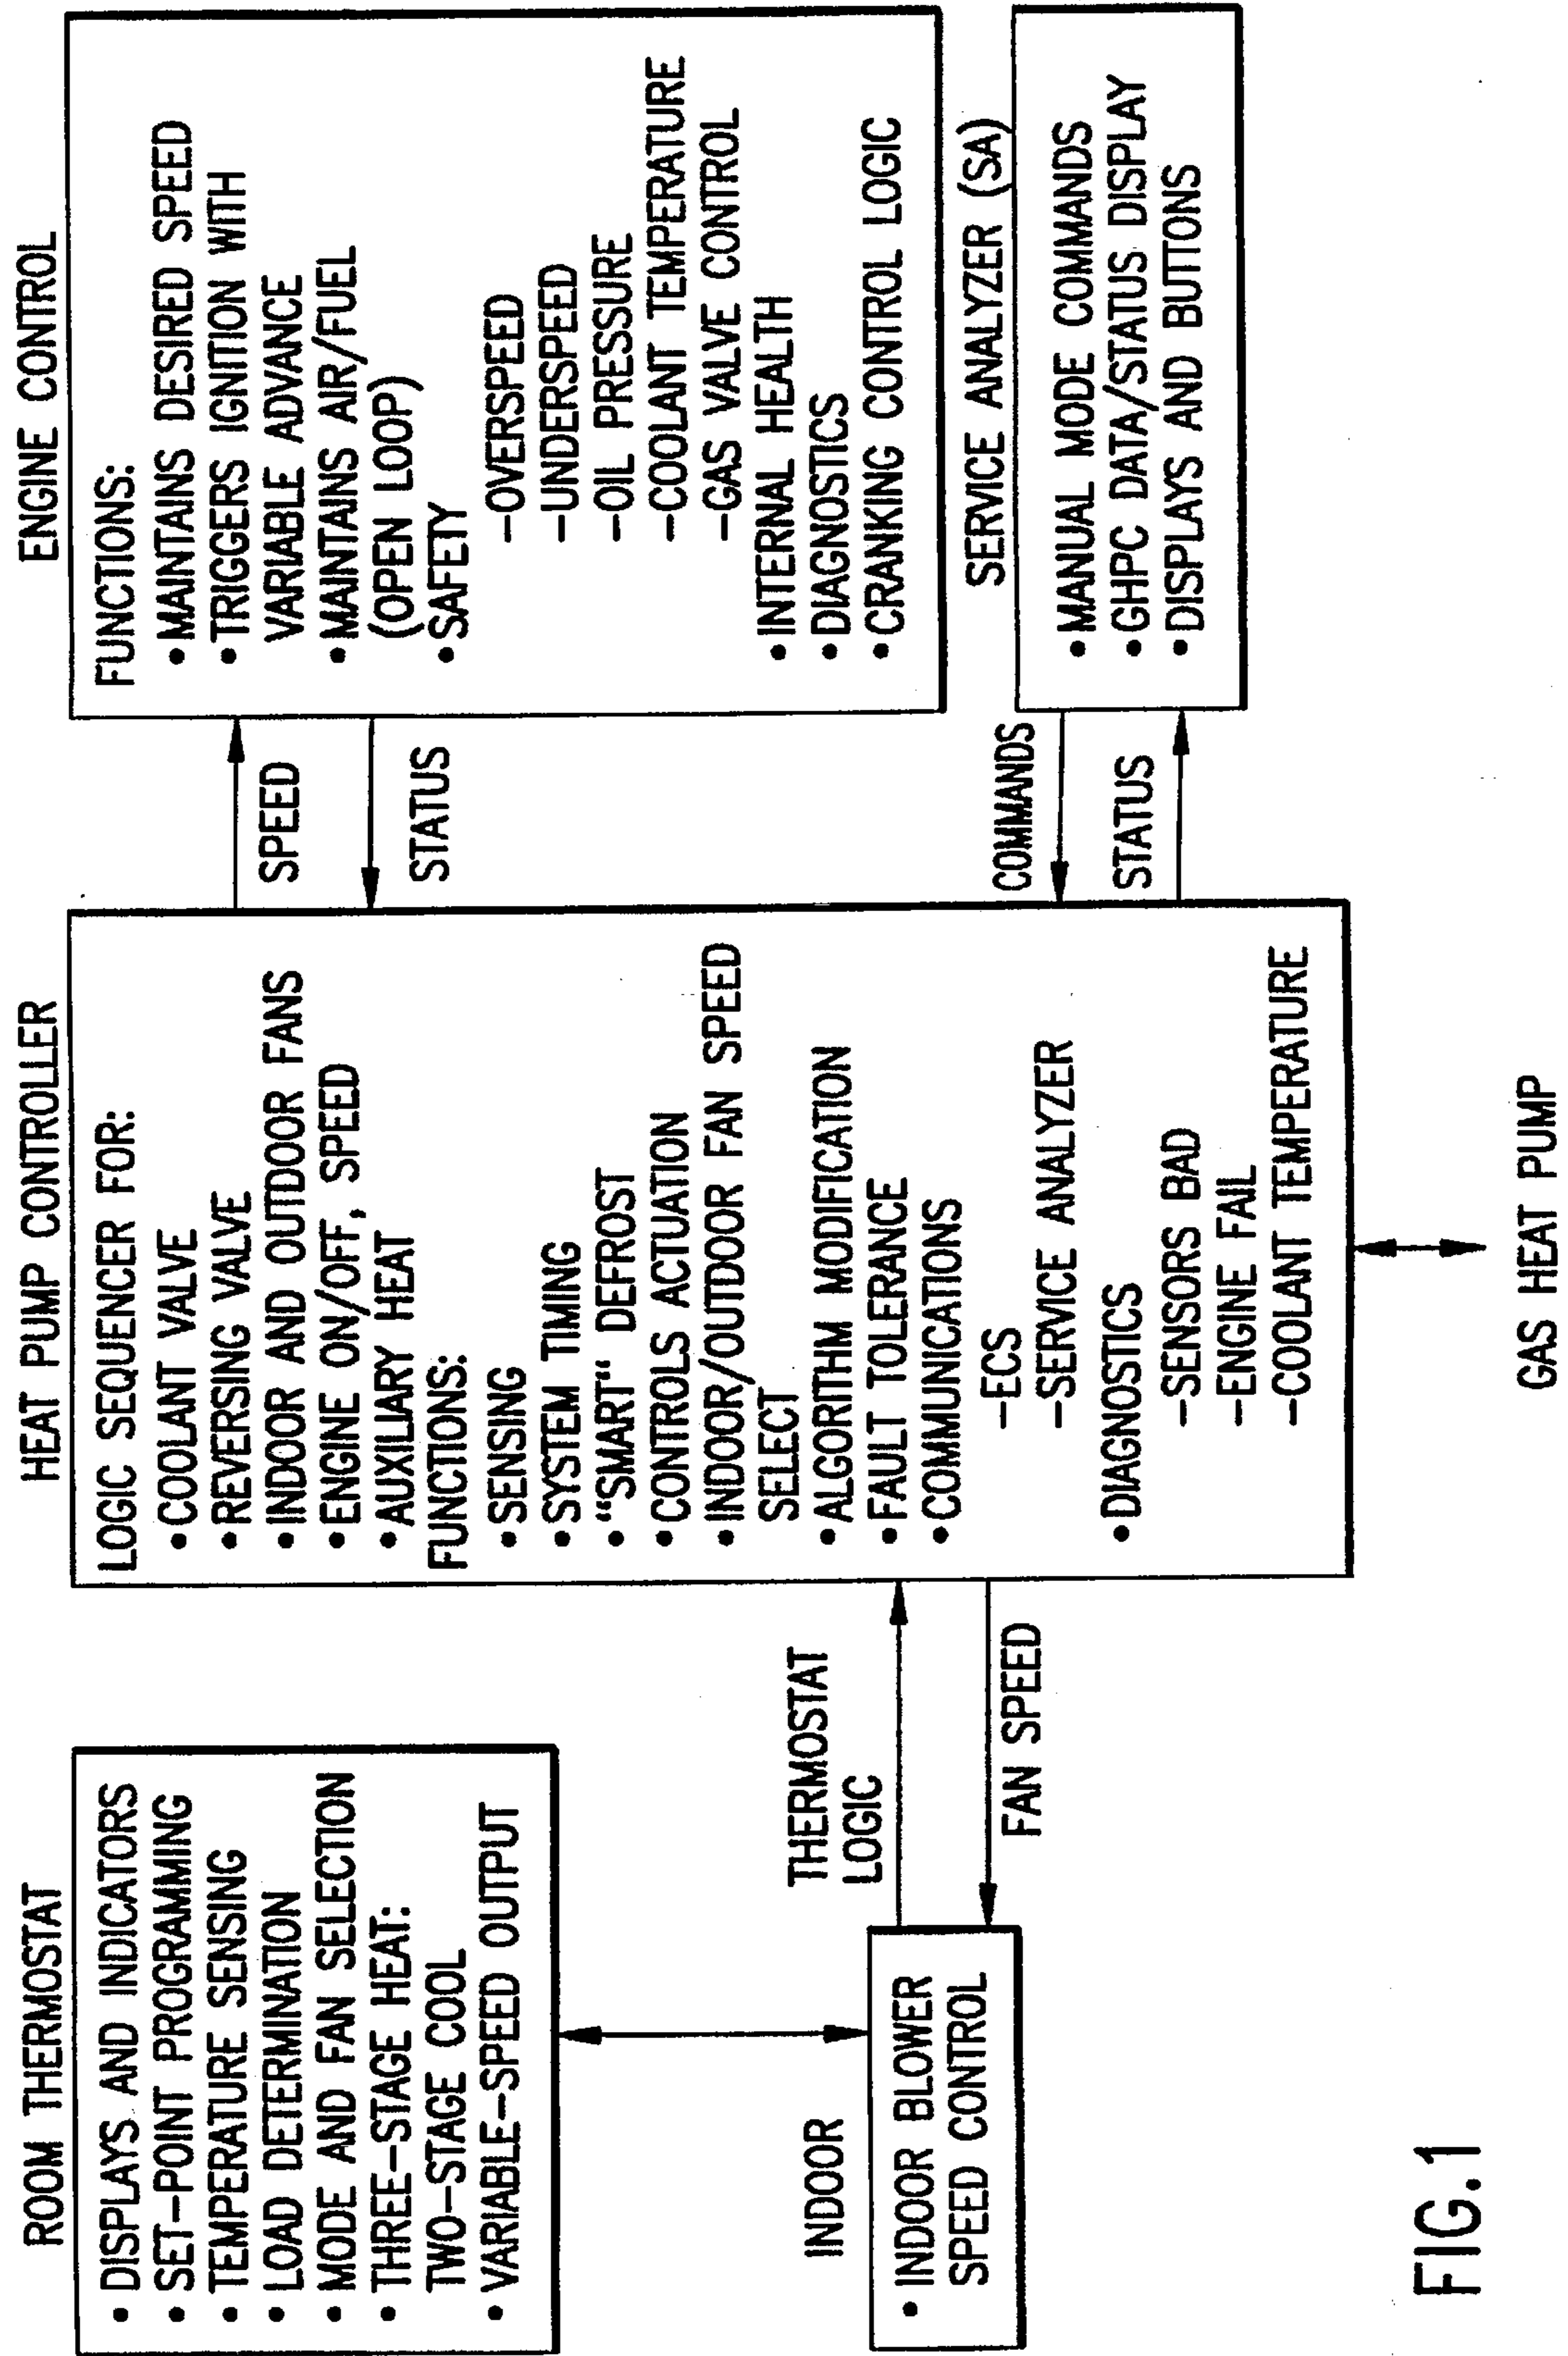 ROOM THERMOSTAT
• DISPLAYS AND INDICATORS
• SET-POINT PROGRAMING
• TEMPERATURE SENSING
• LOAD DETERMINATION
• MODE AND FAN SELECTION
• THREE-STAGE HEAT:
TWO-STAGE COOL
• VARIABLE-SPEED OUTPUT
INDOOR
• INDOOR BLOWER
SPEED CONTROL
THERMOSTAT
LOGIC
FAN SPEED
HEAT PUMP CONTROLLER
LOGIC SEQUENCER FOR:
• COOLANT VALVE
• REVERSING VALVE
• INDOOR AND OUTDOOR FANS
• ENGINE ON/OFF, SPEED
• AUXILIARY HEAT
FUNCTIONS:
• SENSING
• SYSTEM TIMING
• "SMART" DEFROST
• CONTROLS ACTUATION
• INDOOR/OUTDOOR FAN SPEED
SELECT
• ALGORITHM MODIFICATION
• FAULT TOLERANCE
• COMMUNICATIONS
-ECS
-SERVICE ANALYZER
• DIAGNOSTICS
-SENSORS BAD
-ENGINE FAIL
-COOLANT TEMPERATURE
GAS HEAT PUMP
SPEED
STATUS
COMMANDS
STATUS
ENGINE CONTROL
FUNCTIONS:
• MAINTAINS DESIRED SPEED
• TRIGGERS IGNITION WITH
VARIABLE ADVANCE
• MAINTAINS AIR/FUEL
(OPEN LOOP)
• SAFETY
-OVERSPEED
-UNDERSPEED
-OIL PRESSURE
-COOLANT TEMPERATURE
-GAS VALVE CONTROL
• INTERNAL HEALTH
• DIAGNOSTICS
• CRANKING CONTROL LOGIC
SERVICE ANALYZER (SA)
• MANUAL MODE COMMANDS
• GHPC DATA/STATUS DISPLAY
• DISPLAYS AND BUTTONS
FIG.1